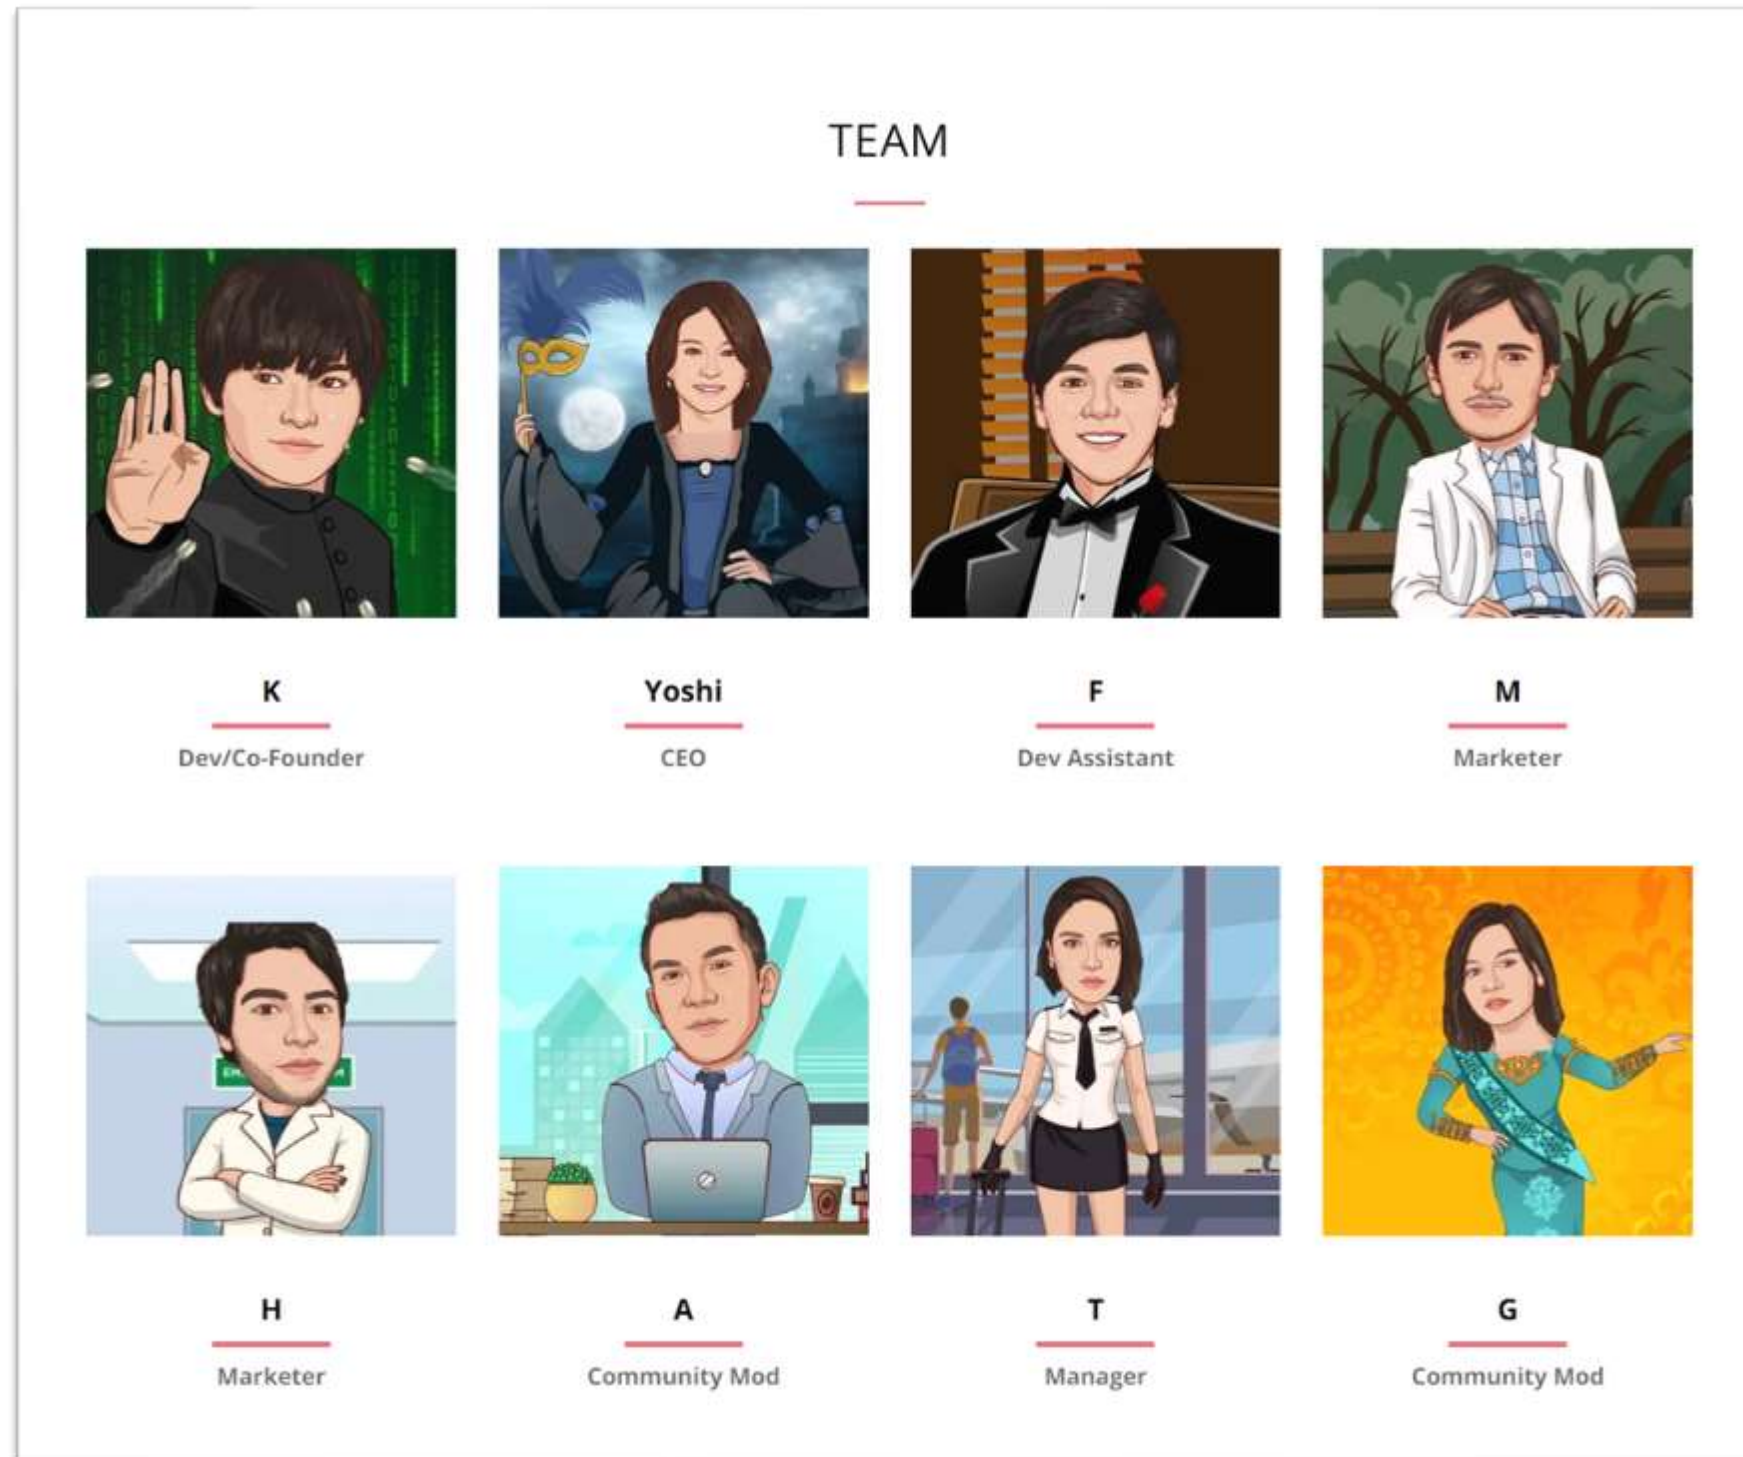 TEAM
K
Yoshi
F
M
Dev/Co-Founder
CEO
Dev Assistant
Marketer
H
A
T
G
Marketer
Community Mod
Manager
Community Mod